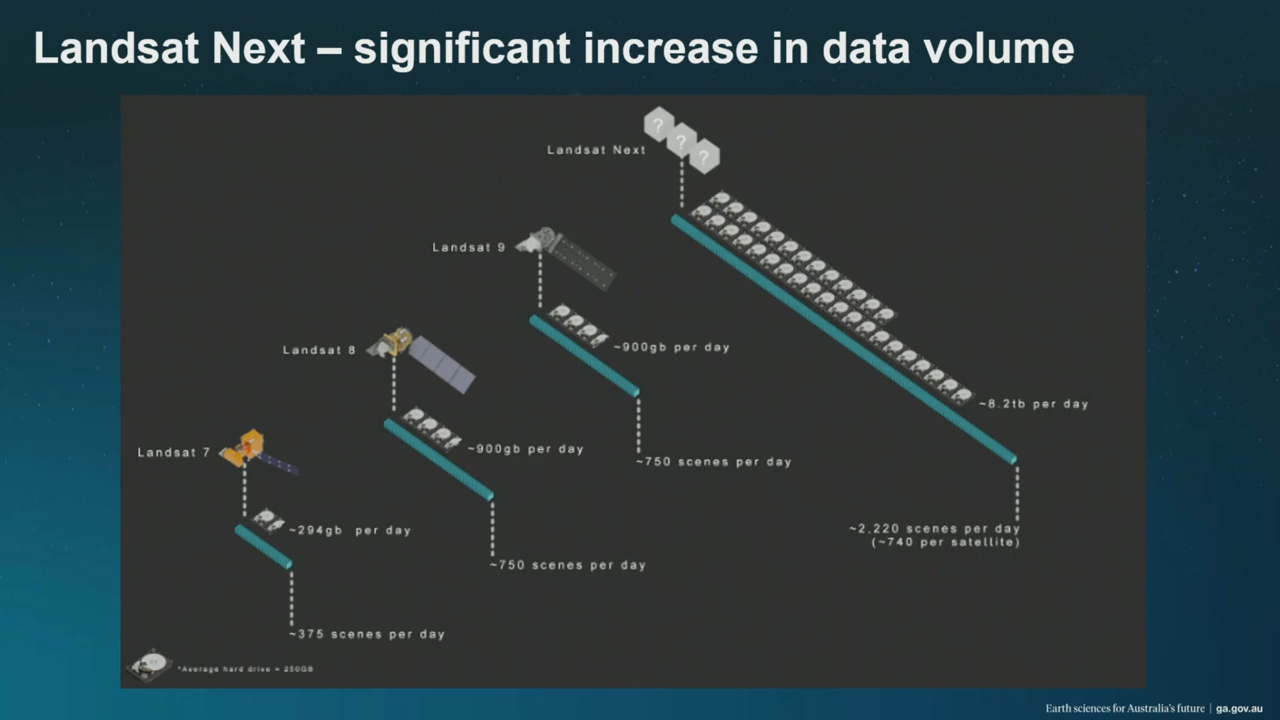 Landsat Next – significant increase in data volume
? ? ?
Landsat Next
Landsat 9
~900gb per day
Landsat 8
~8.2tb per day
~900gb per day
Landsat 7
~750 scenes per day
~294gb per day
~2,220 scenes per day
(~740 per satellite)
~750 scenes per day
~375 scenes per day
*Average hard drive = 250GB
Earth sciences for Australia's future | ga.gov.au